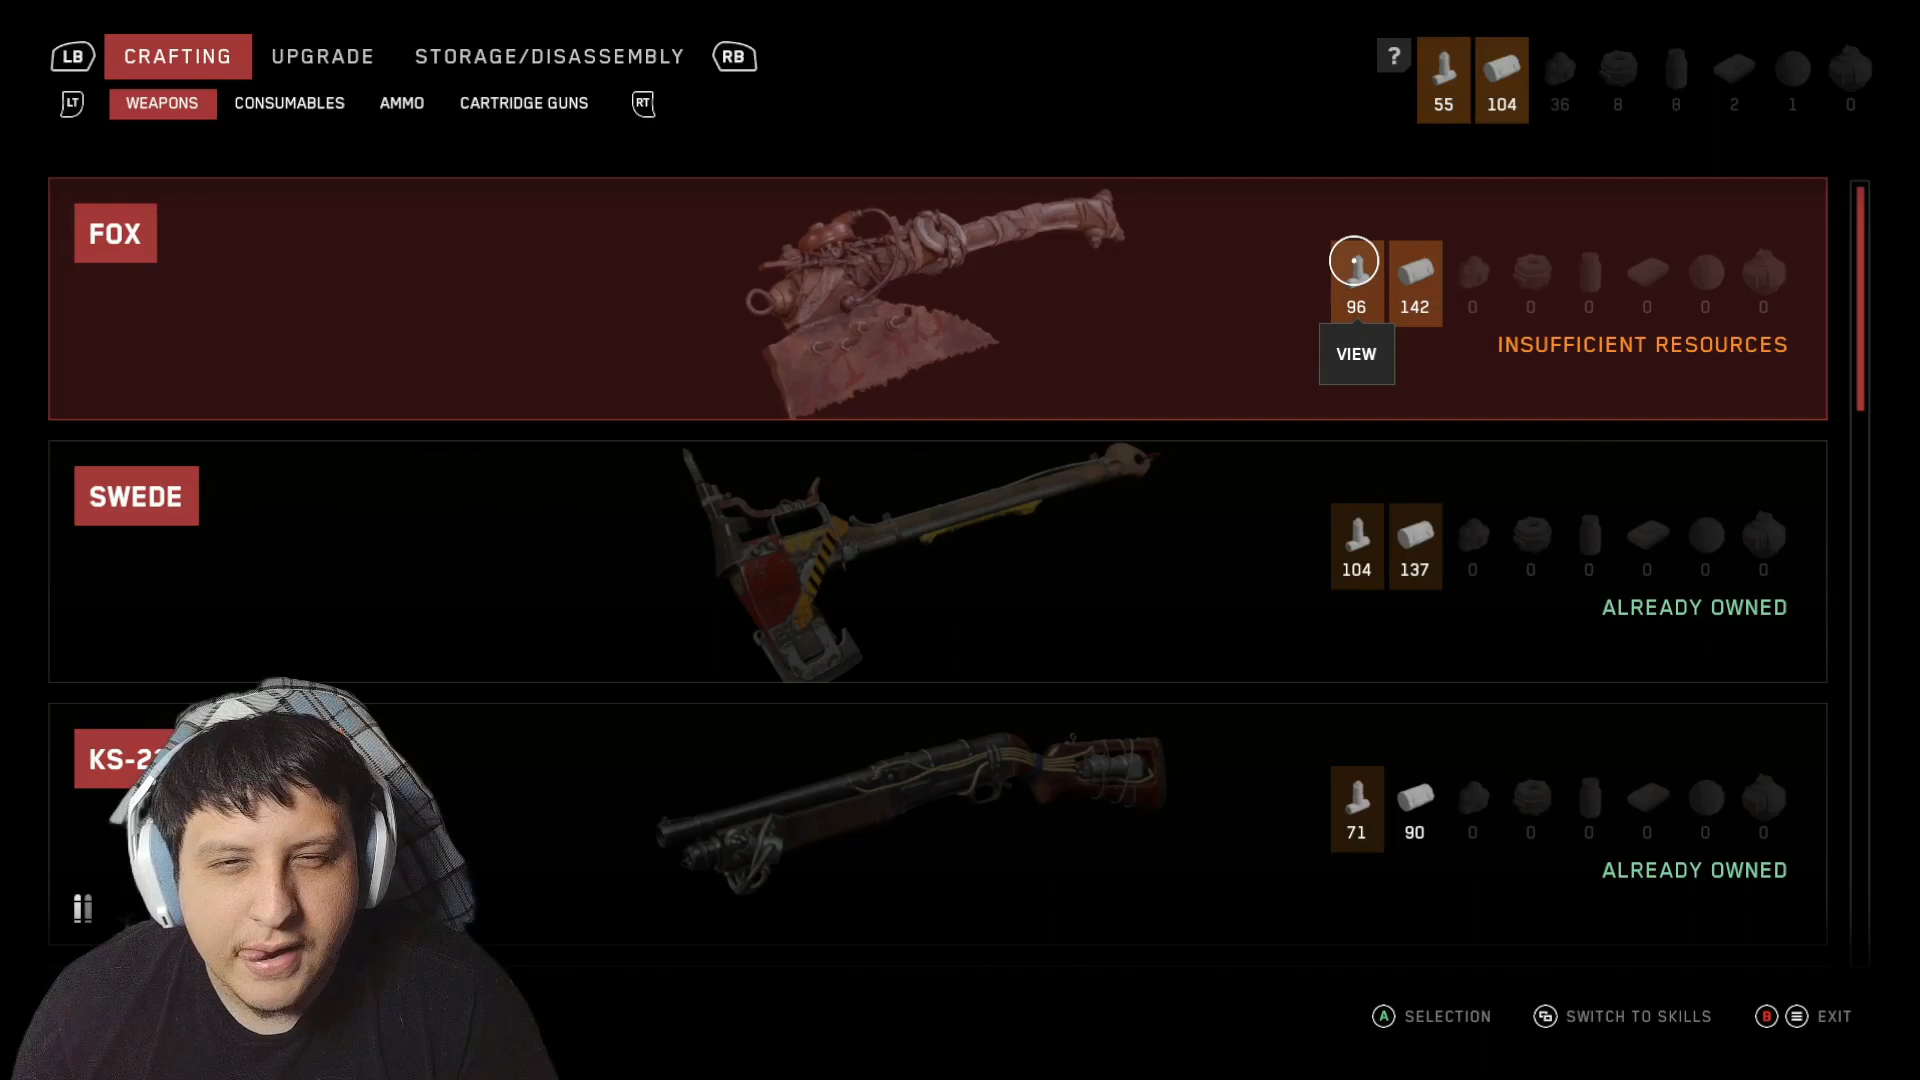 LB CRAFTING UPGRADE STORAGE/DISASSEMBLY RB
LT WEAPONS CONSUMABLES AMMO CARTRIDGE GUNS RT
?
55 104 36 8 8 2 1 0
FOX
96 142 0 0 0 0 0 0
INSUFFICIENT RESOURCES
VIEW
SWEDE
104 137 0 0 0 0 0 0
ALREADY OWNED
KS-2
71 90 0 0 0 0 0 0
ALREADY OWNED
A SELECTION SWITCH TO SKILLS B EXIT